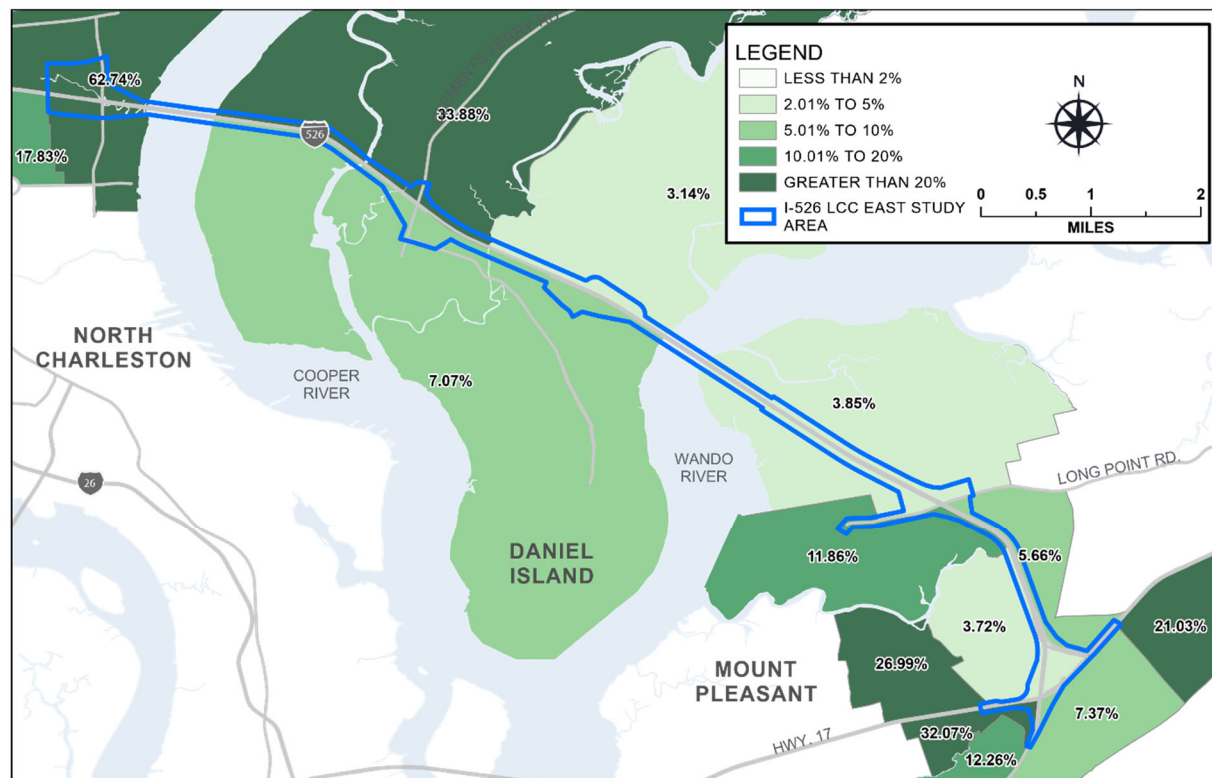 LEGEND
LESS THAN 2%
2.01% TO 5%
5.01% TO 10%
10.01% TO 20%
GREATER THAN 20%
I-526 LCC EAST STUDY
AREA
N
0 0.5 1 2
MILES
62.74%
17.83%
526
33.88%
3.14%
NORTH
CHARLESTON
COOPER
RIVER
7.07%
3.85%
WANDO
RIVER
LONG POINT RD.
26
DANIEL
ISLAND
11.86%
5.66%
3.72%
21.03%
26.99%
MOUNT
PLEASANT
7.37%
HWY. 17
32.07%
12.26%